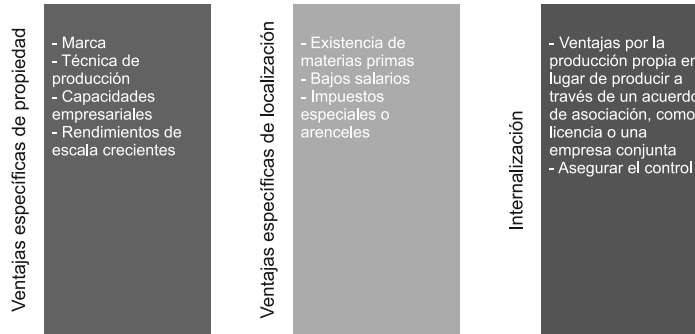 Ventajas específicas de propiedad
- Marca
- Técnica de
producción
- Capacidades
empresariales
- Rendimientos de
escala crecientes
Ventajas específicas de localización
- Existencia de
materias primas
- Bajos salarios
- Impuestos
especiales o
arenceles
Internalización
- Ventajas por la
producción propia en
lugar de producir a
través de un acuerdo
de asociación, como
licencia o una
empresa conjunta
- Asegurar el control